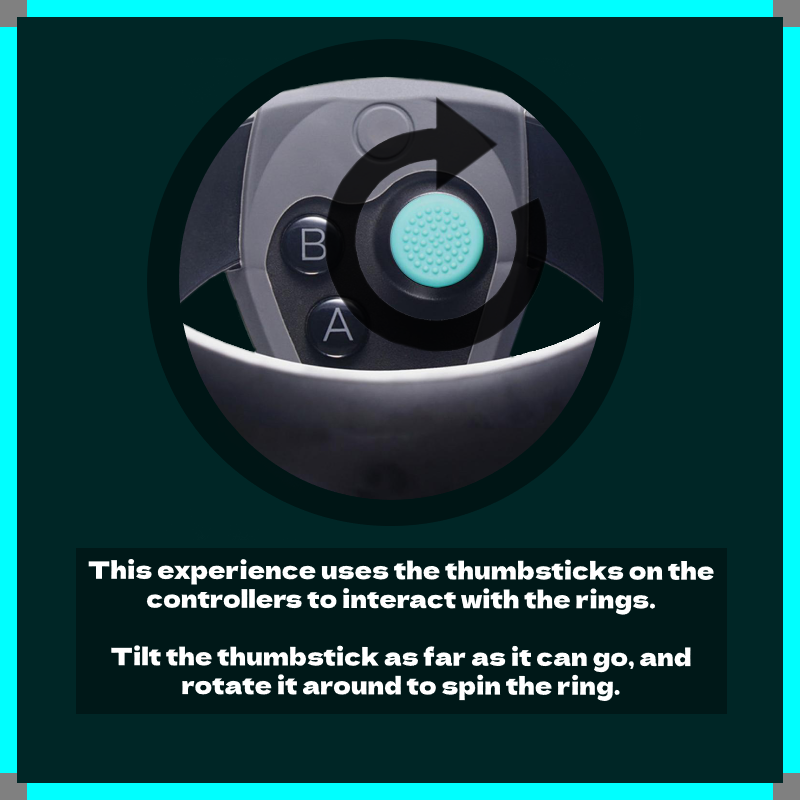 B
A
This experience uses the thumbsticks on the
controllers to interact with the rings.
Tilt the thumbstick as far as it can go, and
rotate it around to spin the ring.